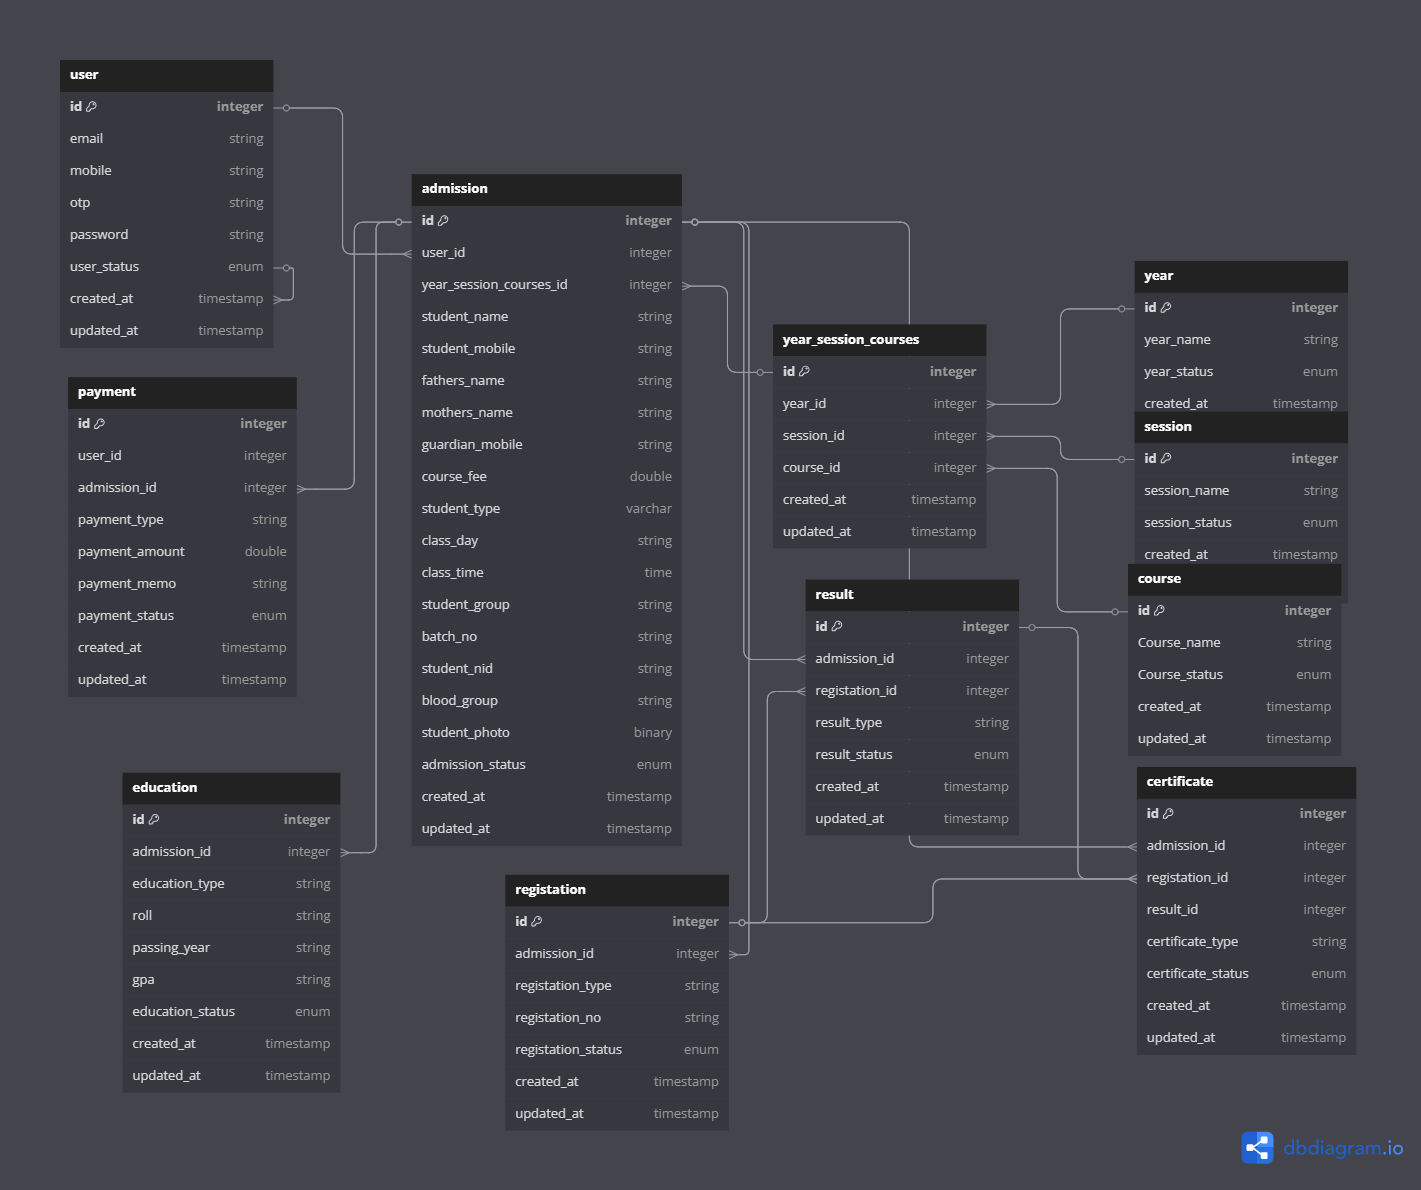 user
id integer
email string
mobile string
otp string
password string
user_status enum
created_at timestamp
updated_at timestamp
payment
id integer
user_id integer
admission_id integer
payment_type string
payment_amount double
payment_memo string
payment_status enum
created_at timestamp
updated_at timestamp
education
id integer
admission_id integer
education_type string
roll string
passing_year string
gpa string
education_status enum
created_at timestamp
updated_at timestamp
admission
id integer
user_id integer
year_session_courses_id integer
student_name string
student_mobile string
fathers_name string
mothers_name string
guardian_mobile string
course_fee double
student_type varchar
class_day string
class_time time
student_group string
batch_no string
student_nid string
blood_group string
student_photo binary
admission_status enum
created_at timestamp
updated_at timestamp
registation
id integer
admission_id integer
registation_type string
registation_no string
registation_status enum
created_at timestamp
updated_at timestamp
year_session_courses
id integer
year_id integer
session_id integer
course_id integer
created_at timestamp
updated_at timestamp
result
id integer
admission_id integer
registation_id integer
result_type string
result_status enum
created_at timestamp
updated_at timestamp
year
id integer
year_name string
year_status enum
created_at timestamp
session
id integer
session_name string
session_status enum
created_at timestamp
course
id integer
Course_name string
Course_status enum
created_at timestamp
updated_at timestamp
certificate
id integer
admission_id integer
registation_id integer
result_id integer
certificate_type string
certificate_status enum
created_at timestamp
updated_at timestamp
dbdiagram.io